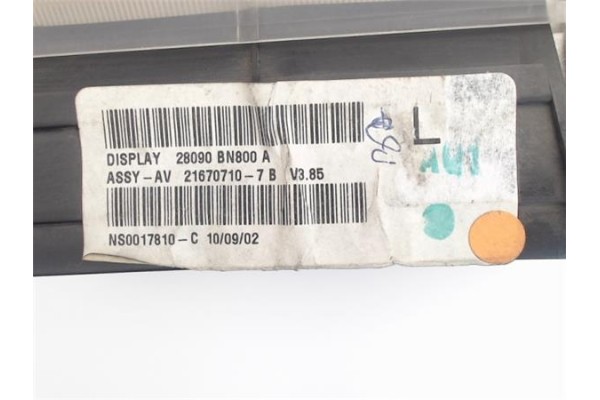 L
DISPLAY 28090 BN800 A
ASSY-AV 21670710-7 B V3.85
NS0017810-C 10/09/02